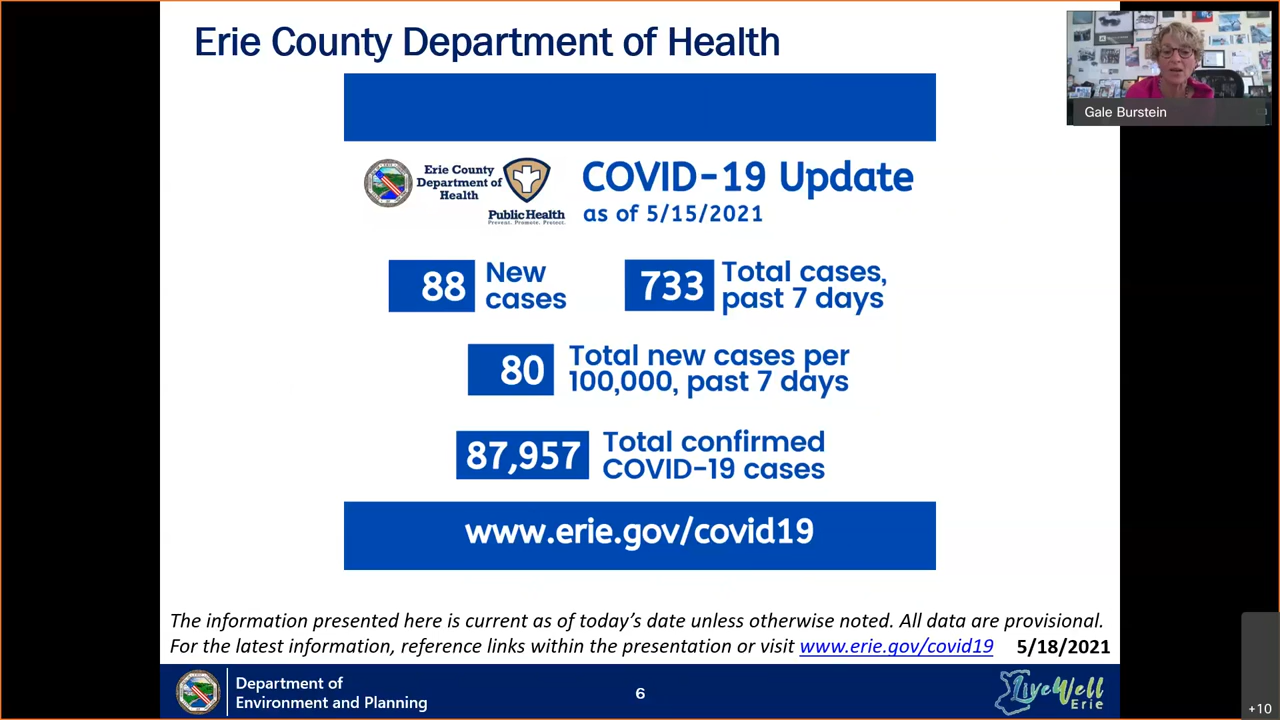 Erie County Department of Health
Gale Burstein
Erie County
Department of
Health
Public Health
Prevent. Promote. Protect.
COVID-19 Update
as of 5/15/2021
88
New
cases
733
Total cases,
past 7 days
80
Total new cases per
100,000, past 7 days
87,957
Total confirmed
COVID-19 cases
www.erie.gov/covid19
The information presented here is current as of today's date unless otherwise noted. All data are provisional.
For the latest information, reference links within the presentation or visit www.erie.gov/covid19 5/18/2021
Department of
Environment and Planning
6
LiveWell
Erie
+10